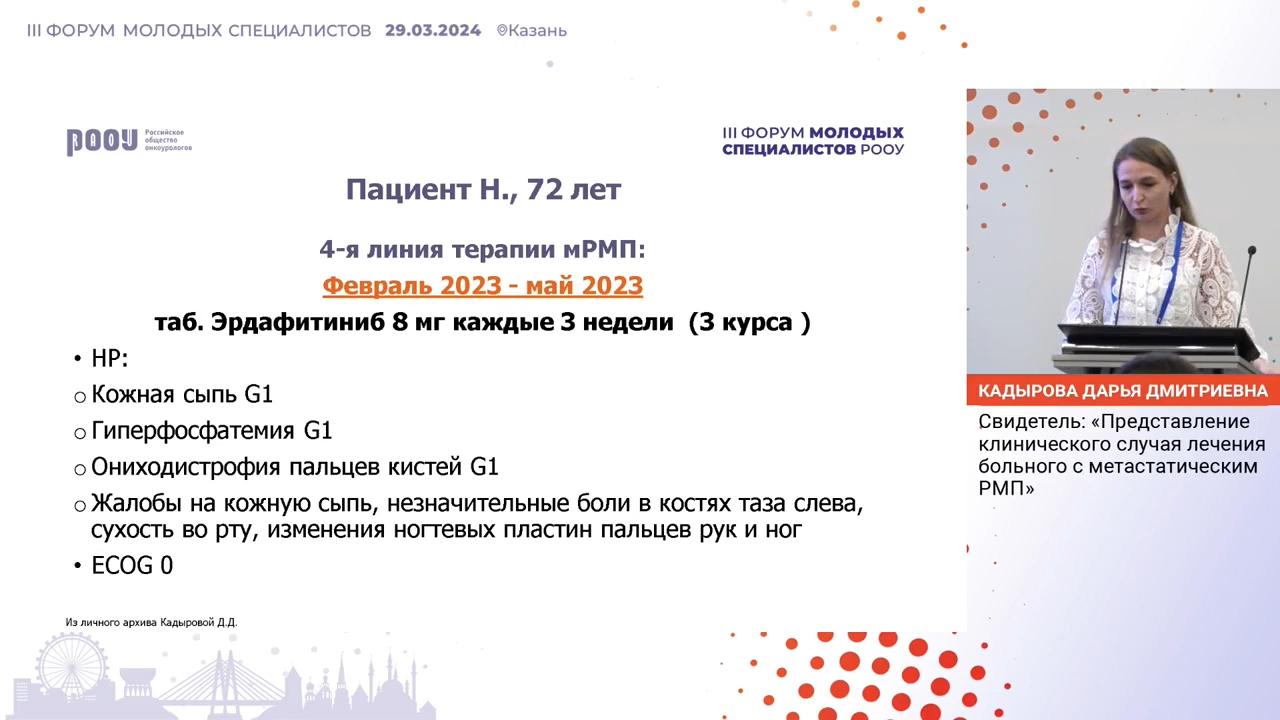 III ФОРУМ МОЛОДЫХ СПЕЦИАЛИСТОВ 29.03.2024 Казань
РООУ Российское
общество
онкоурологов
III ФОРУМ МОЛОДЫХ
СПЕЦИАЛИСТОВ РООУ
Пациент Н., 72 лет
4-я линия терапии мРМП:
Февраль 2023 - май 2023
таб. Эрдафитиниб 8 мг каждые 3 недели (3 курса )
• НР:
o Кожная сыпь G1
o Гиперфосфатемия G1
o Ониходистрофия пальцев кистей G1
o Жалобы на кожную сыпь, незначительные боли в костях таза слева,
сухость во рту, изменения ногтевых пластин пальцев рук и ног
• ECOG 0
Из личного архива Кадыровой Д.Д.
КАДЫРОВА ДАРЬЯ ДМИТРИЕВНА
Свидетель: «Представление
клинического случая лечения
больного с метастатическим
РМП»